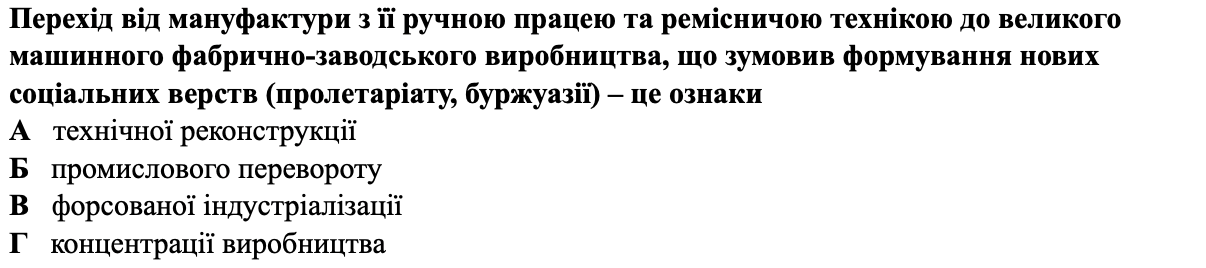 Перехід від мануфактури з її ручною працею та ремісничою технікою до великого
машинного фабрично-заводського виробництва, що зумовив формування нових
соціальних верств (пролетаріату, буржуазії) – це ознаки
А технічної реконструкції
Б промислового перевороту
В форсованої індустріалізації
Г концентрації виробництва